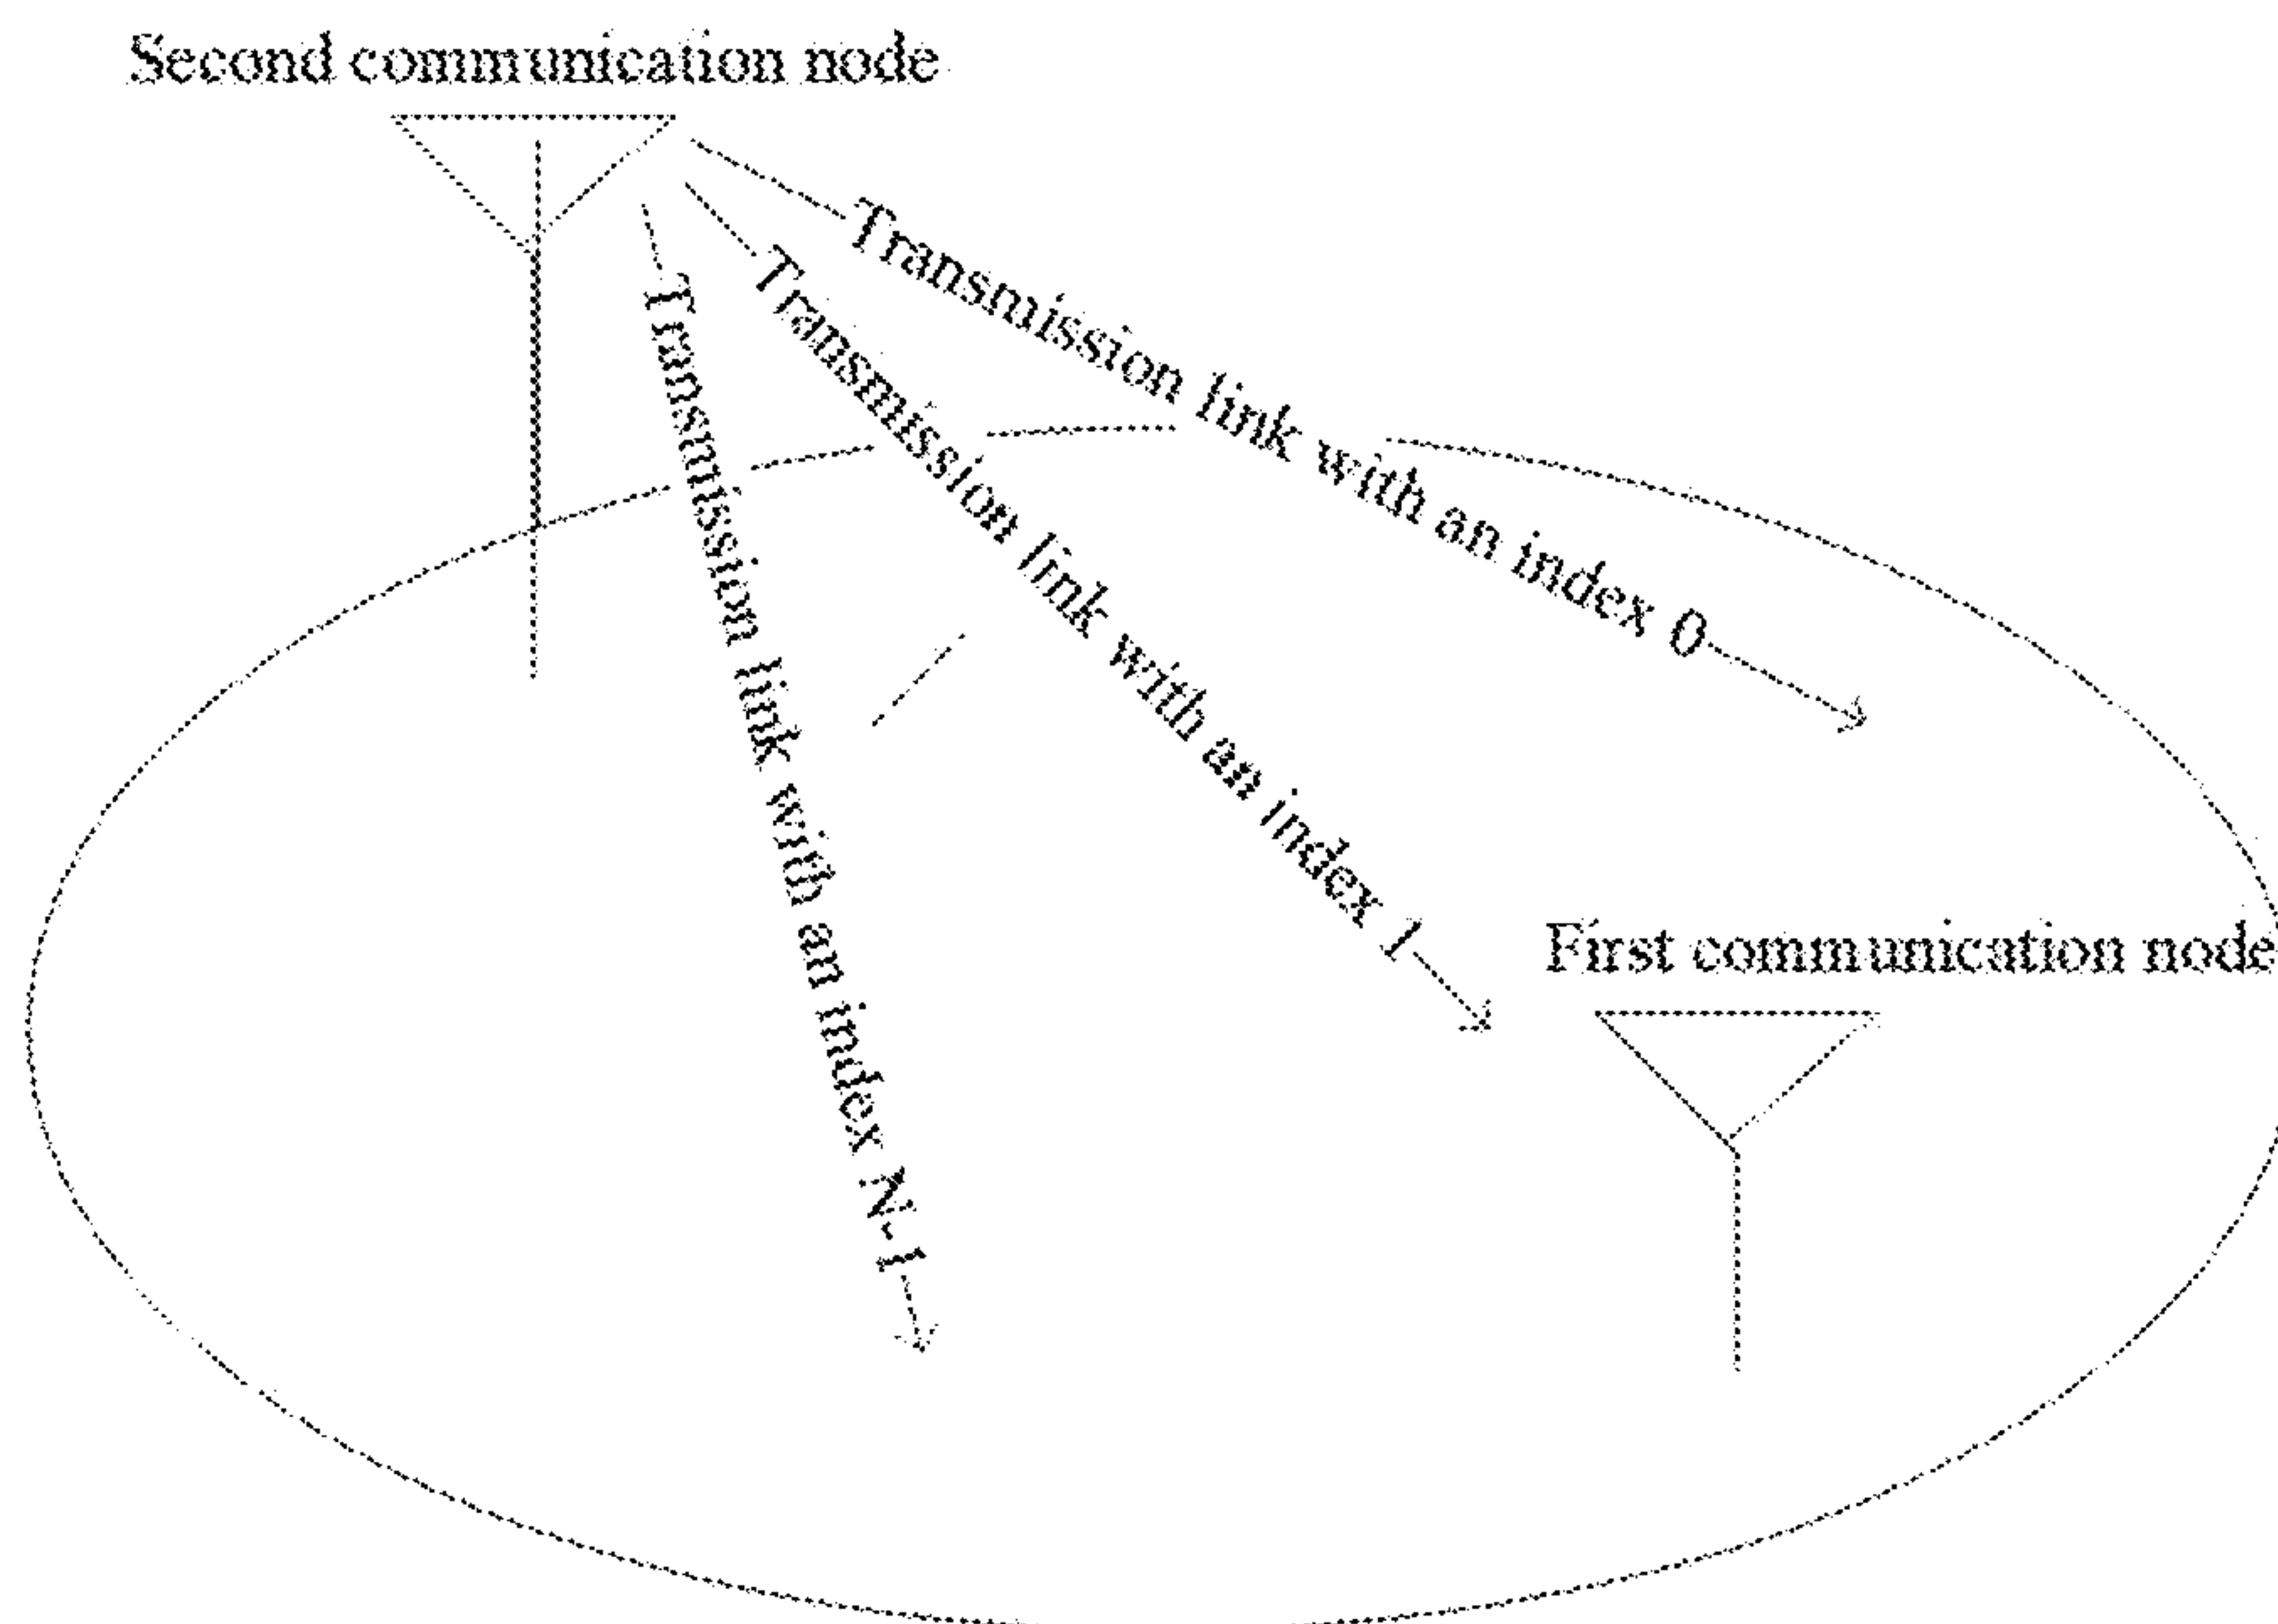 Second communication node
Transmission link with an index 0
Transmission link with an index 1
Transmission link with an index N-1
First communication node